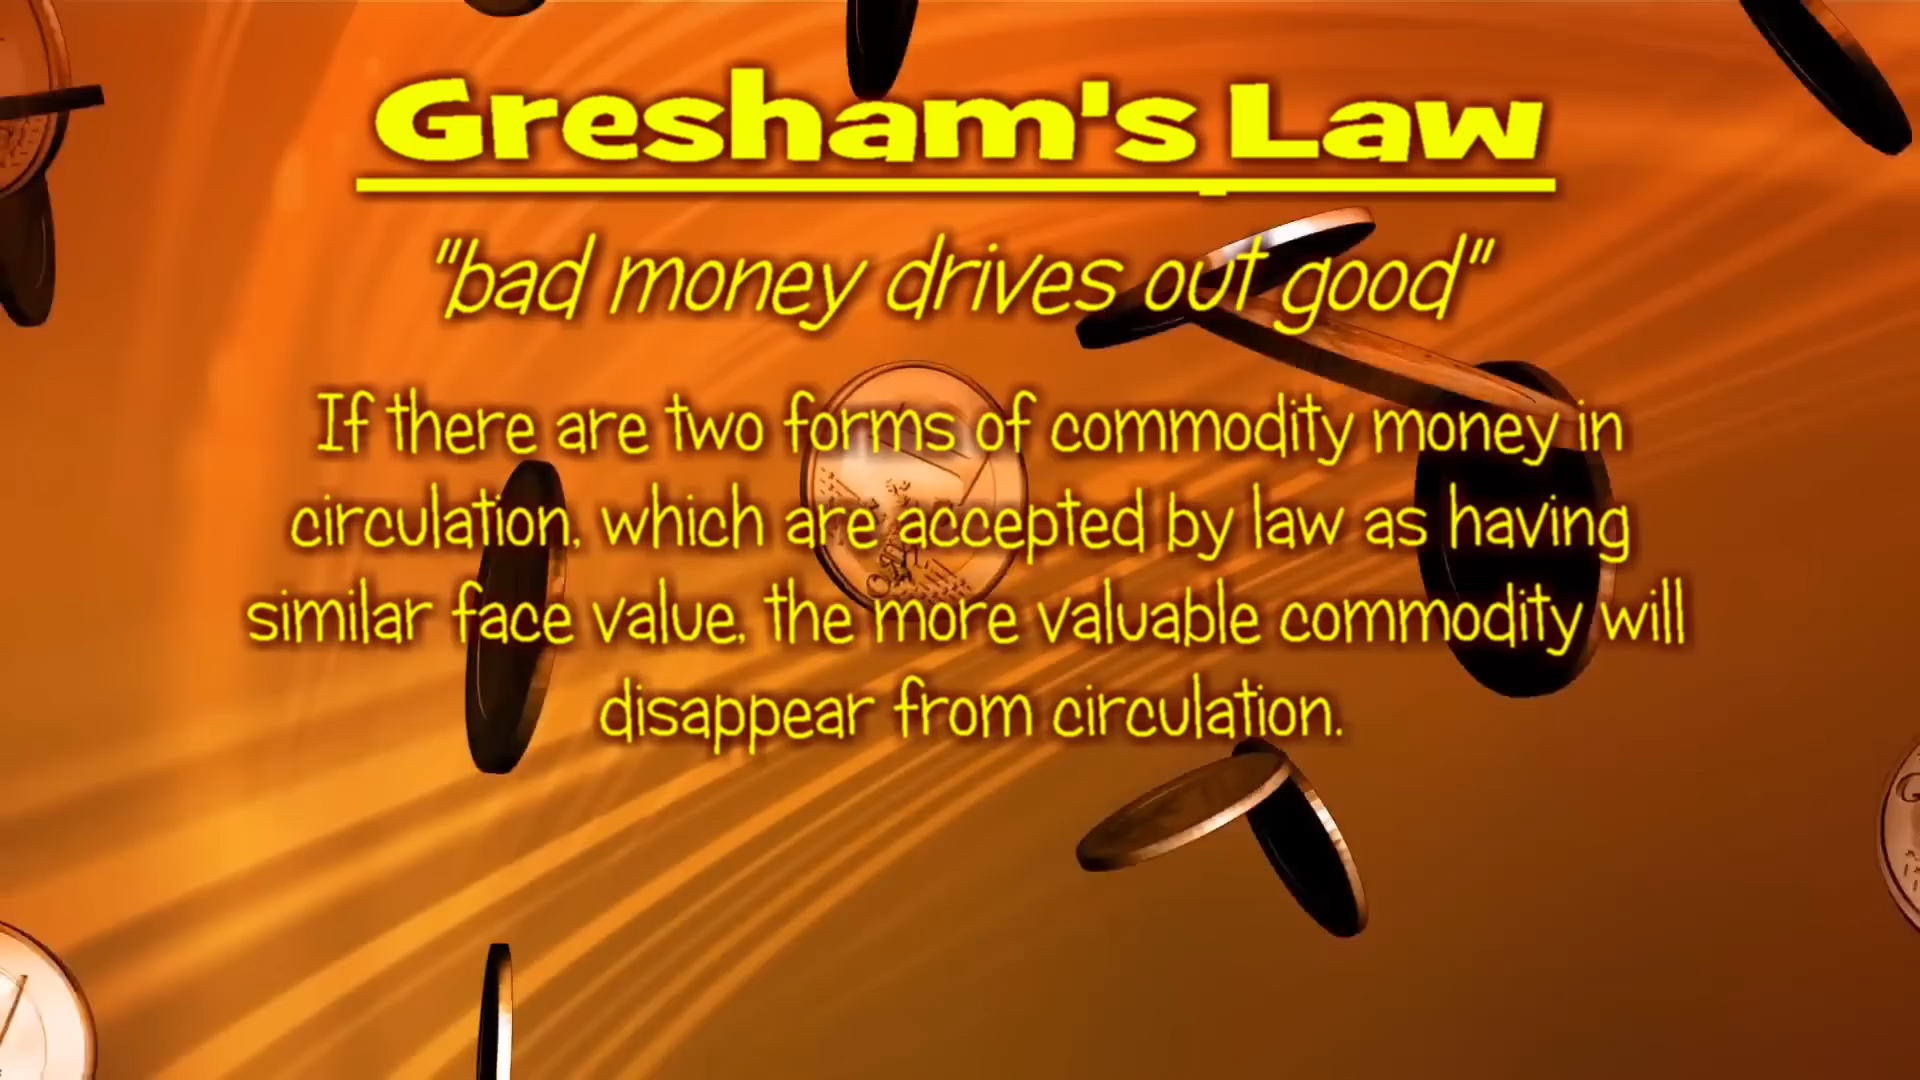 Gresham's Law
"bad money drives out good"
If there are two forms of commodity money in
circulation, which are accepted by law as having
similar face value, the more valuable commodity will
disappear from circulation.